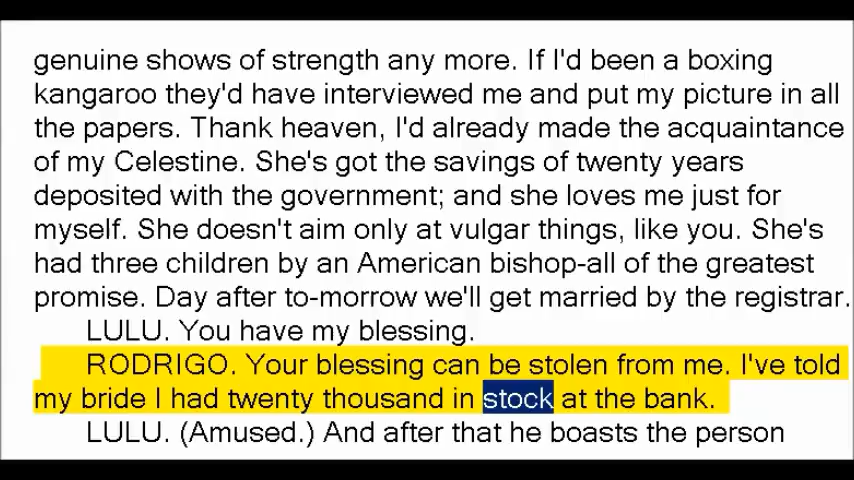 genuine shows of strength any more. If I'd been a boxing
kangaroo they'd have interviewed me and put my picture in all
the papers. Thank heaven, I'd already made the acquaintance
of my Celestine. She's got the savings of twenty years
deposited with the government; and she loves me just for
myself. She doesn't aim only at vulgar things, like you. She's
had three children by an American bishop-all of the greatest
promise. Day after to-morrow we'll get married by the registrar.
LULU. You have my blessing.
RODRIGO. Your blessing can be stolen from me. I've told
my bride I had twenty thousand in stock at the bank.
LULU. (Amused.) And after that he boasts the person